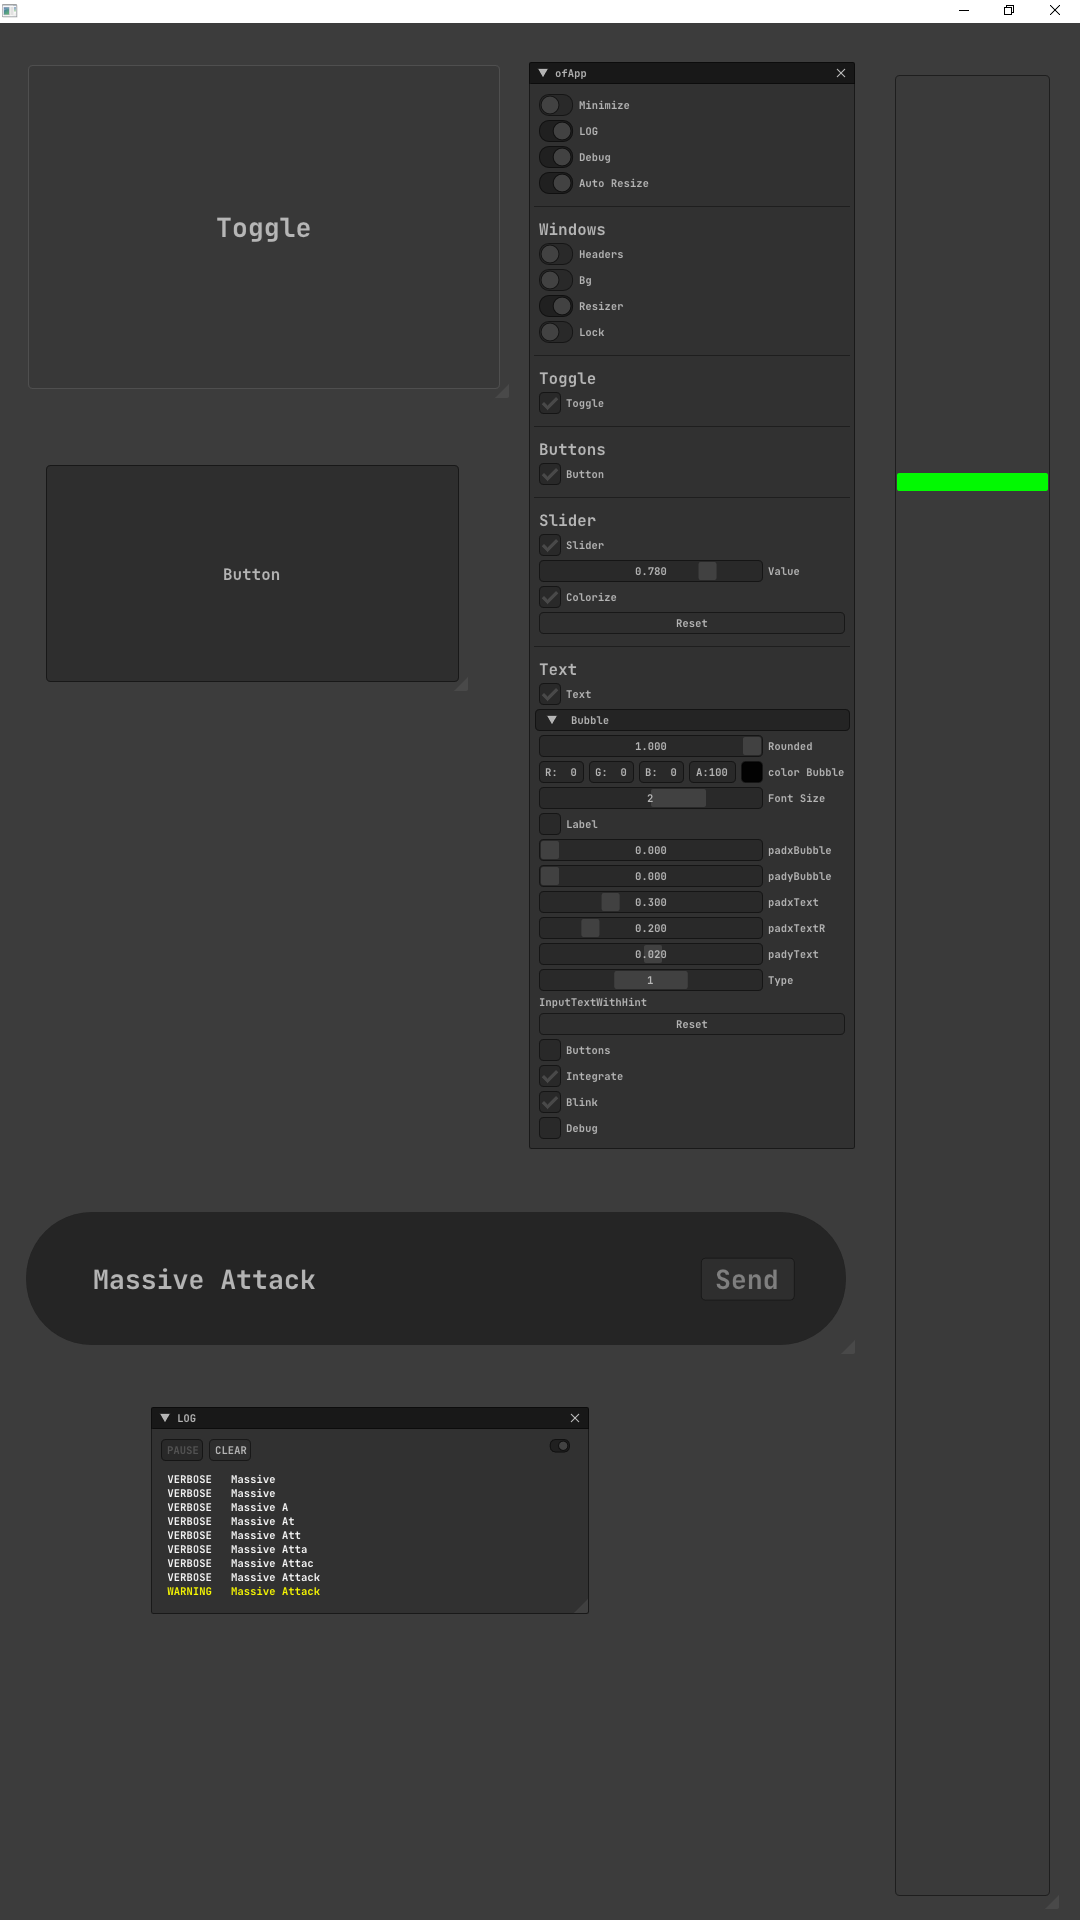 Toggle
Button
ofApp
Minimize
LOG
Debug
Auto Resize
Windows
Headers
Bg
Resizer
Lock
Toggle
Toggle
Buttons
Button
Slider
Slider
0.780 Value
Colorize
Reset
Text
Text
Bubble
1.000 Rounded
R: 0 G: 0 B: 0 A:100 color Bubble
2 Font Size
Label
0.000 padxBubble
0.000 padyBubble
0.300 padxText
0.200 padxTextR
0.020 padyText
1 Type
InputTextWithHint
Reset
Buttons
Integrate
Blink
Debug
Massive Attack Send
LOG
PAUSE CLEAR
VERBOSE Massive
VERBOSE Massive
VERBOSE Massive A
VERBOSE Massive At
VERBOSE Massive Att
VERBOSE Massive Atta
VERBOSE Massive Attac
VERBOSE Massive Attack
WARNING Massive Attack